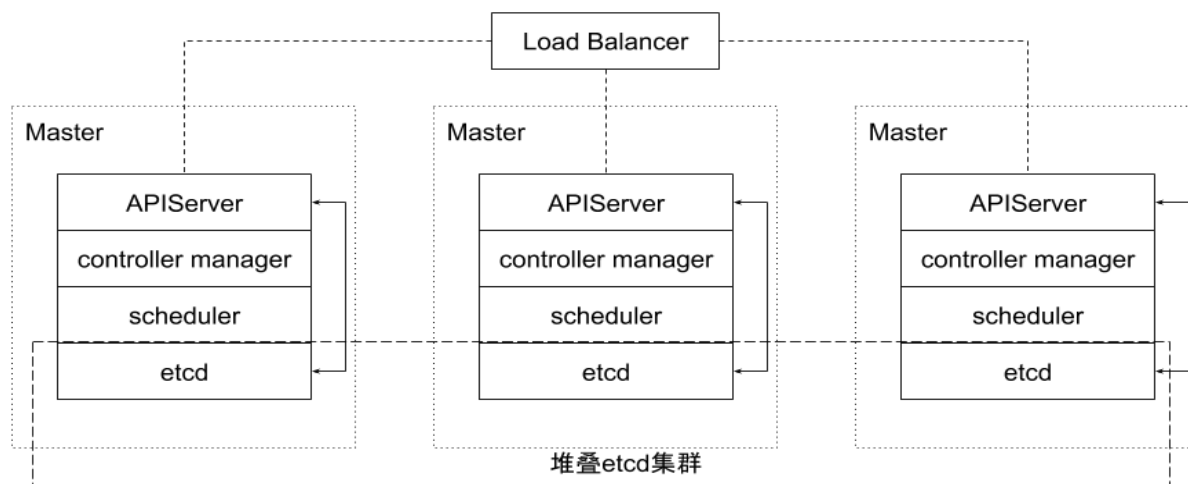 Load Balancer
Master
APIServer
controller manager
scheduler
etcd
Master
APIServer
controller manager
scheduler
etcd
Master
APIServer
controller manager
scheduler
etcd
堆叠etcd集群